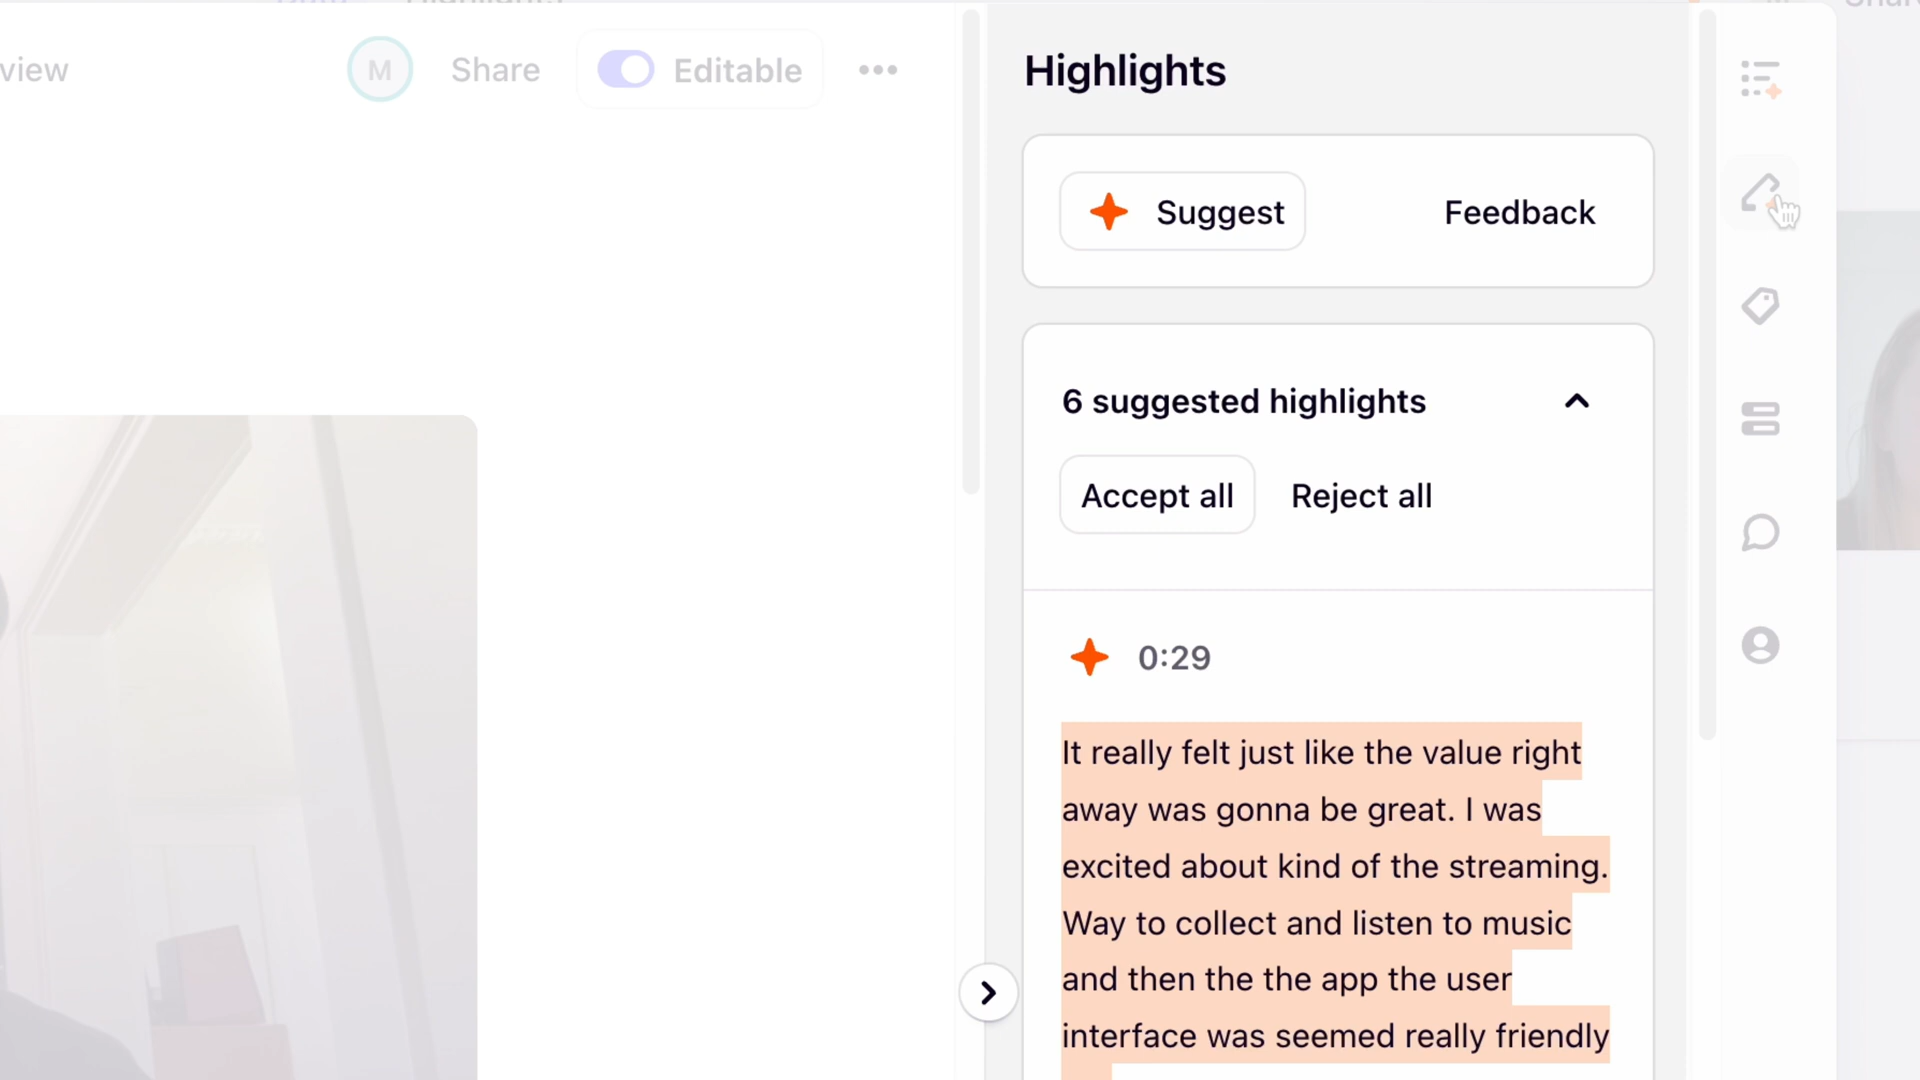 view
M
Share
Editable
Highlights
Suggest
Feedback
6 suggested highlights
Accept all
Reject all
0:29
It really felt just like the value right
away was gonna be great. I was
excited about kind of the streaming.
Way to collect and listen to music
and then the the app the user
interface was seemed really friendly